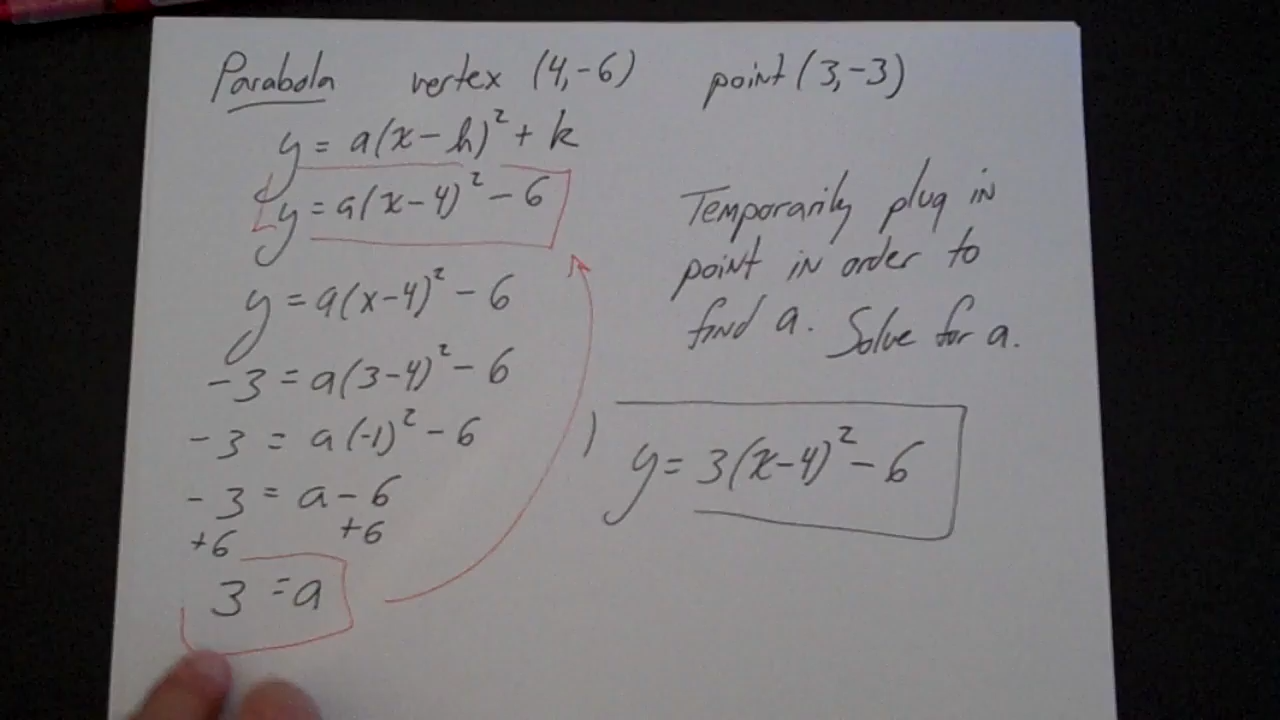 Parabola vertex (4,-6) point (3,-3)
y = a(x-h)² + k
y = a(x-4)² - 6
y = a(x-4)² - 6
-3 = a(3-4)² - 6
-3 = a(-1)² - 6
-3 = a - 6
+6 +6
3 = a
Temporarily plug in
point in order to
find a. Solve for a.
y = 3(x-4)² - 6